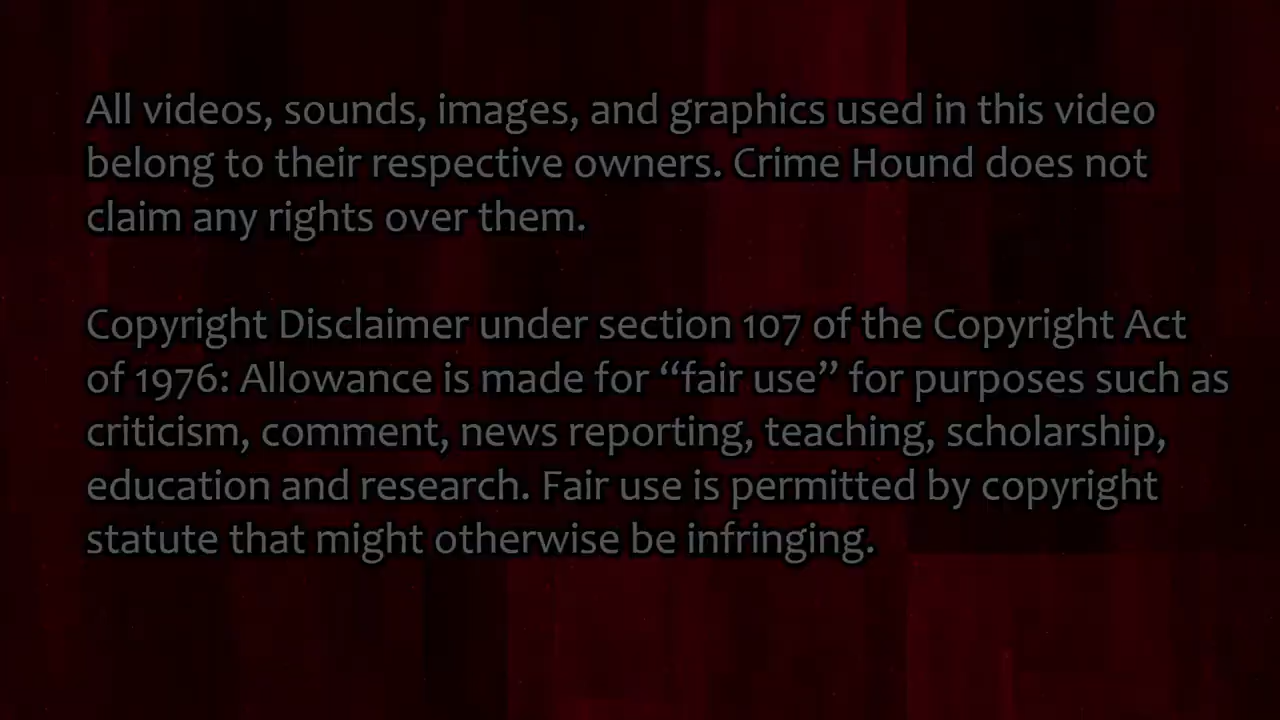 All videos, sounds, images, and graphics used in this video
belong to their respective owners. Crime Hound does not
claim any rights over them.
Copyright Disclaimer under section 107 of the Copyright Act
of 1976: Allowance is made for “fair use” for purposes such as
criticism, comment, news reporting, teaching, scholarship,
education and research. Fair use is permitted by copyright
statute that might otherwise be infringing.